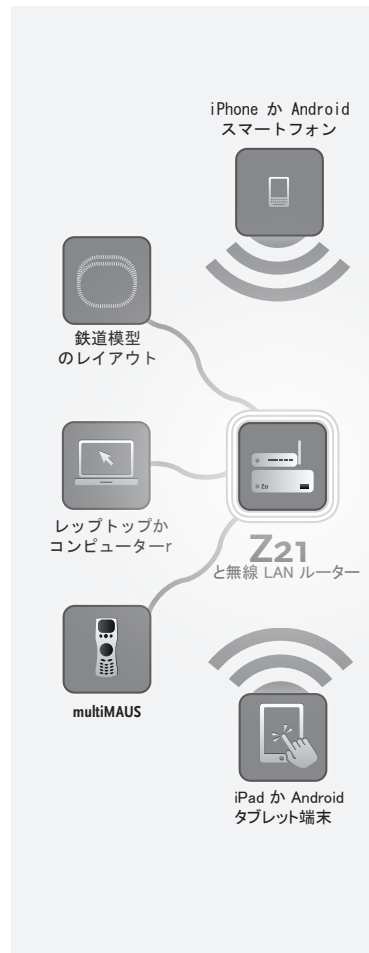 iPhone か Android
スマートフォン
鉄道模型
のレイアウト
レップトップか
コンピューターr
Z21
と無線 LAN ルーター
multiMAUS
iPad か Android
タブレット端末